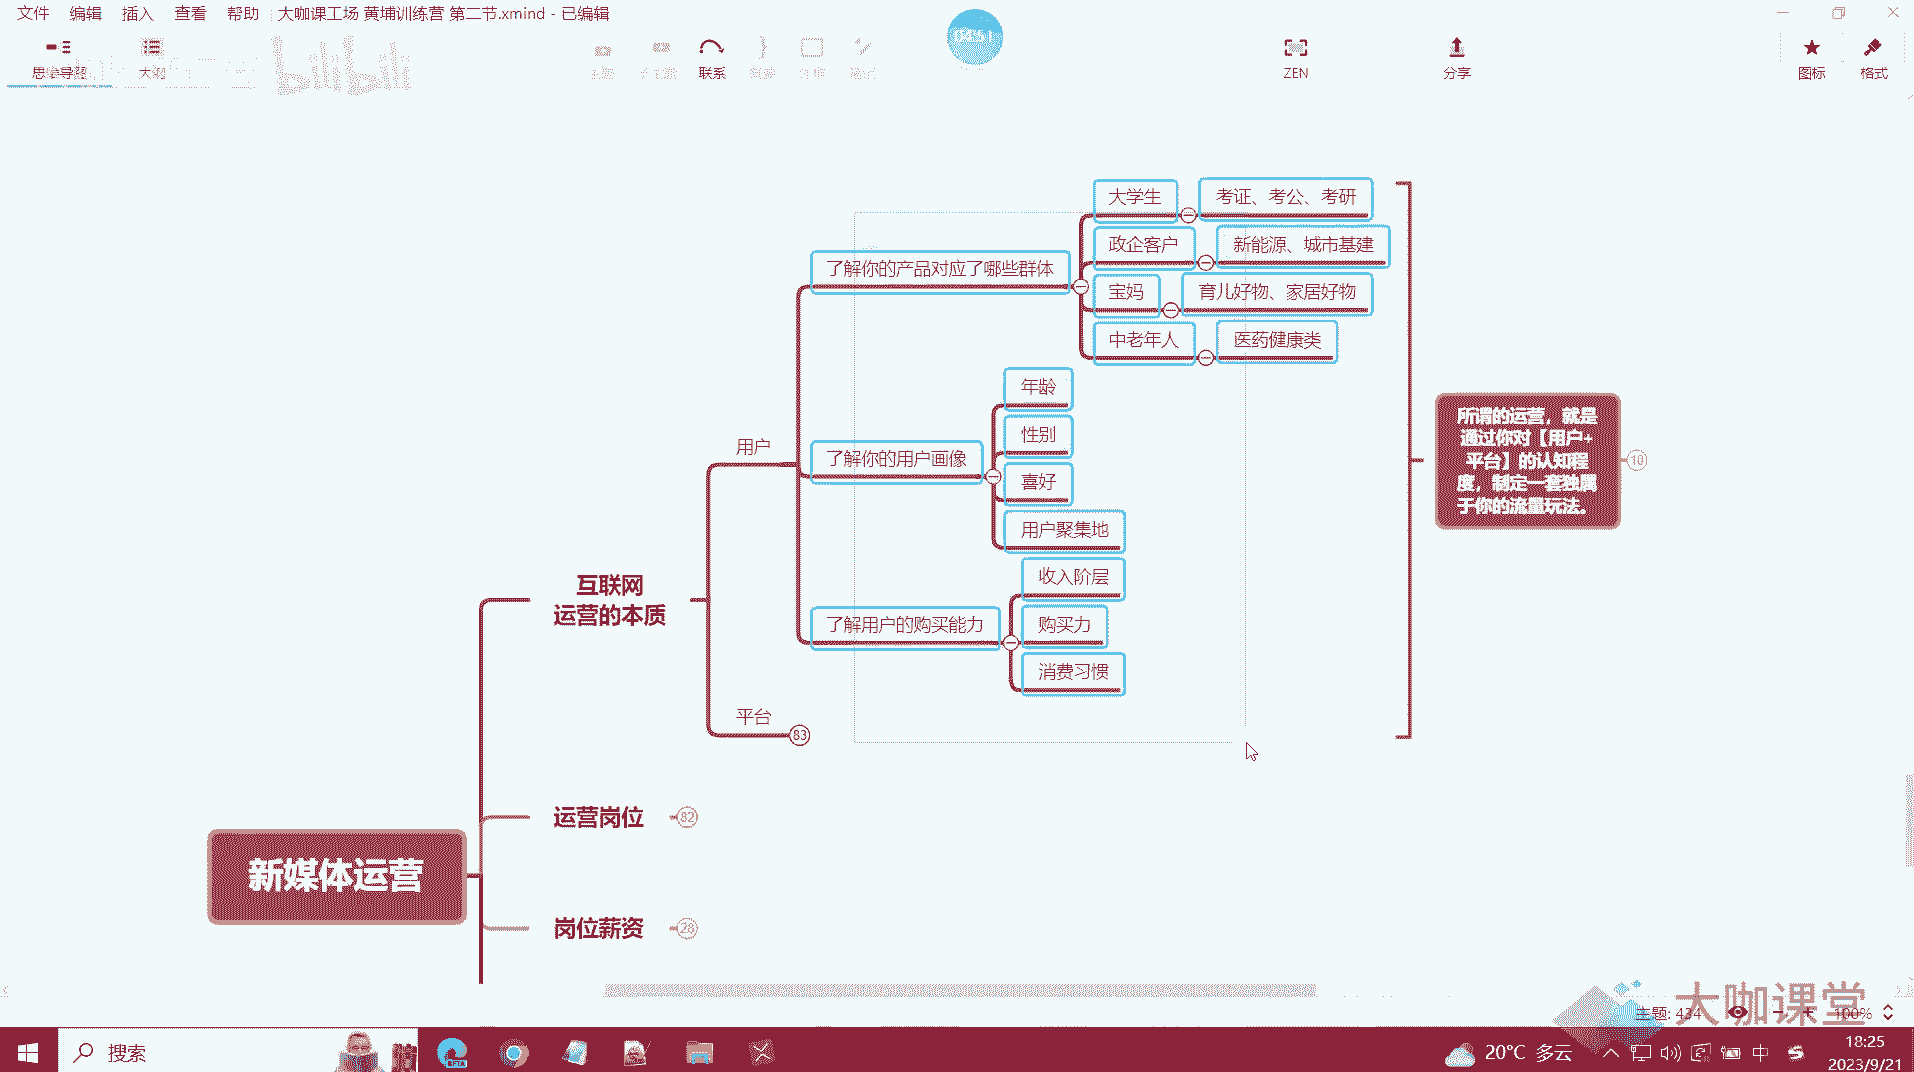 文件 编辑 插入 查看 帮助 大咖课工场 黄埔训练营 第二节.xmind - 已编辑
04:51
思维导图 大纲 联系 ZEN 分享 图标 格式
bilibili
大学生 考证、考公、考研
政企客户 新能源、城市基建
了解你的产品对应了哪些群体
宝妈 育儿好物、家居好物
中老年人 医药健康类
年龄
性别
用户
了解你的用户画像
喜好
用户聚集地
所谓的运营，就是
通过你对【用户+
平台】的认知程
度，制定一套独属
于你的流量玩法。
10
收入阶层
互联网
运营的本质
了解用户的购买能力
购买力
消费习惯
平台 83
运营岗位 82
新媒体运营
岗位薪资 28
大咖课堂
主题: 434 100%
搜索
BETA
20°C 多云
中
18:25
2023/9/21